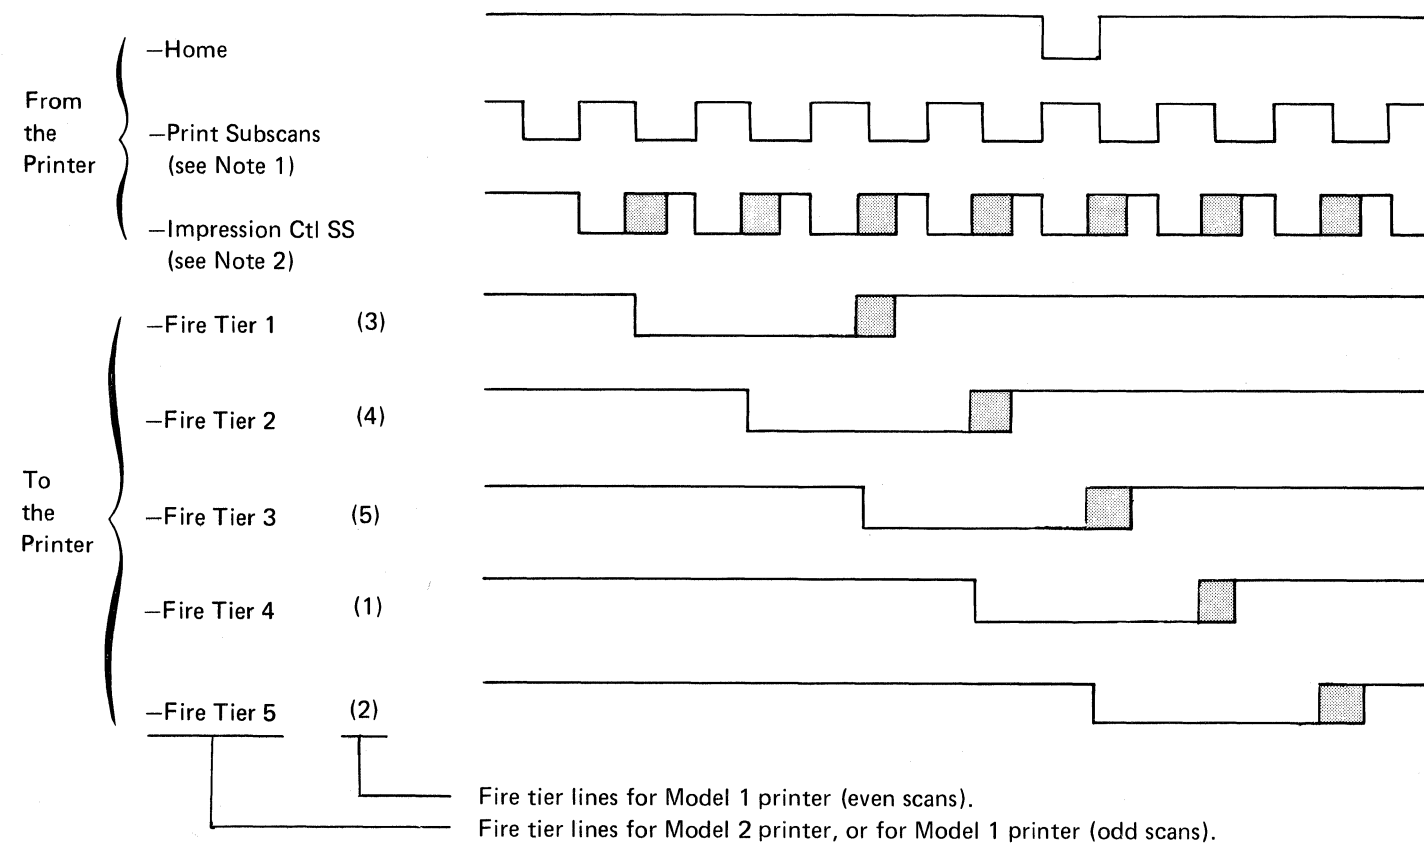 From
the
Printer
—Home
—Print Subscans
(see Note 1)
—Impression Ctl SS
(see Note 2)
To
the
Printer
—Fire Tier 1 (3)
—Fire Tier 2 (4)
—Fire Tier 3 (5)
—Fire Tier 4 (1)
—Fire Tier 5 (2)
Fire tier lines for Model 1 printer (even scans).
Fire tier lines for Model 2 printer, or for Model 1 printer (odd scans).